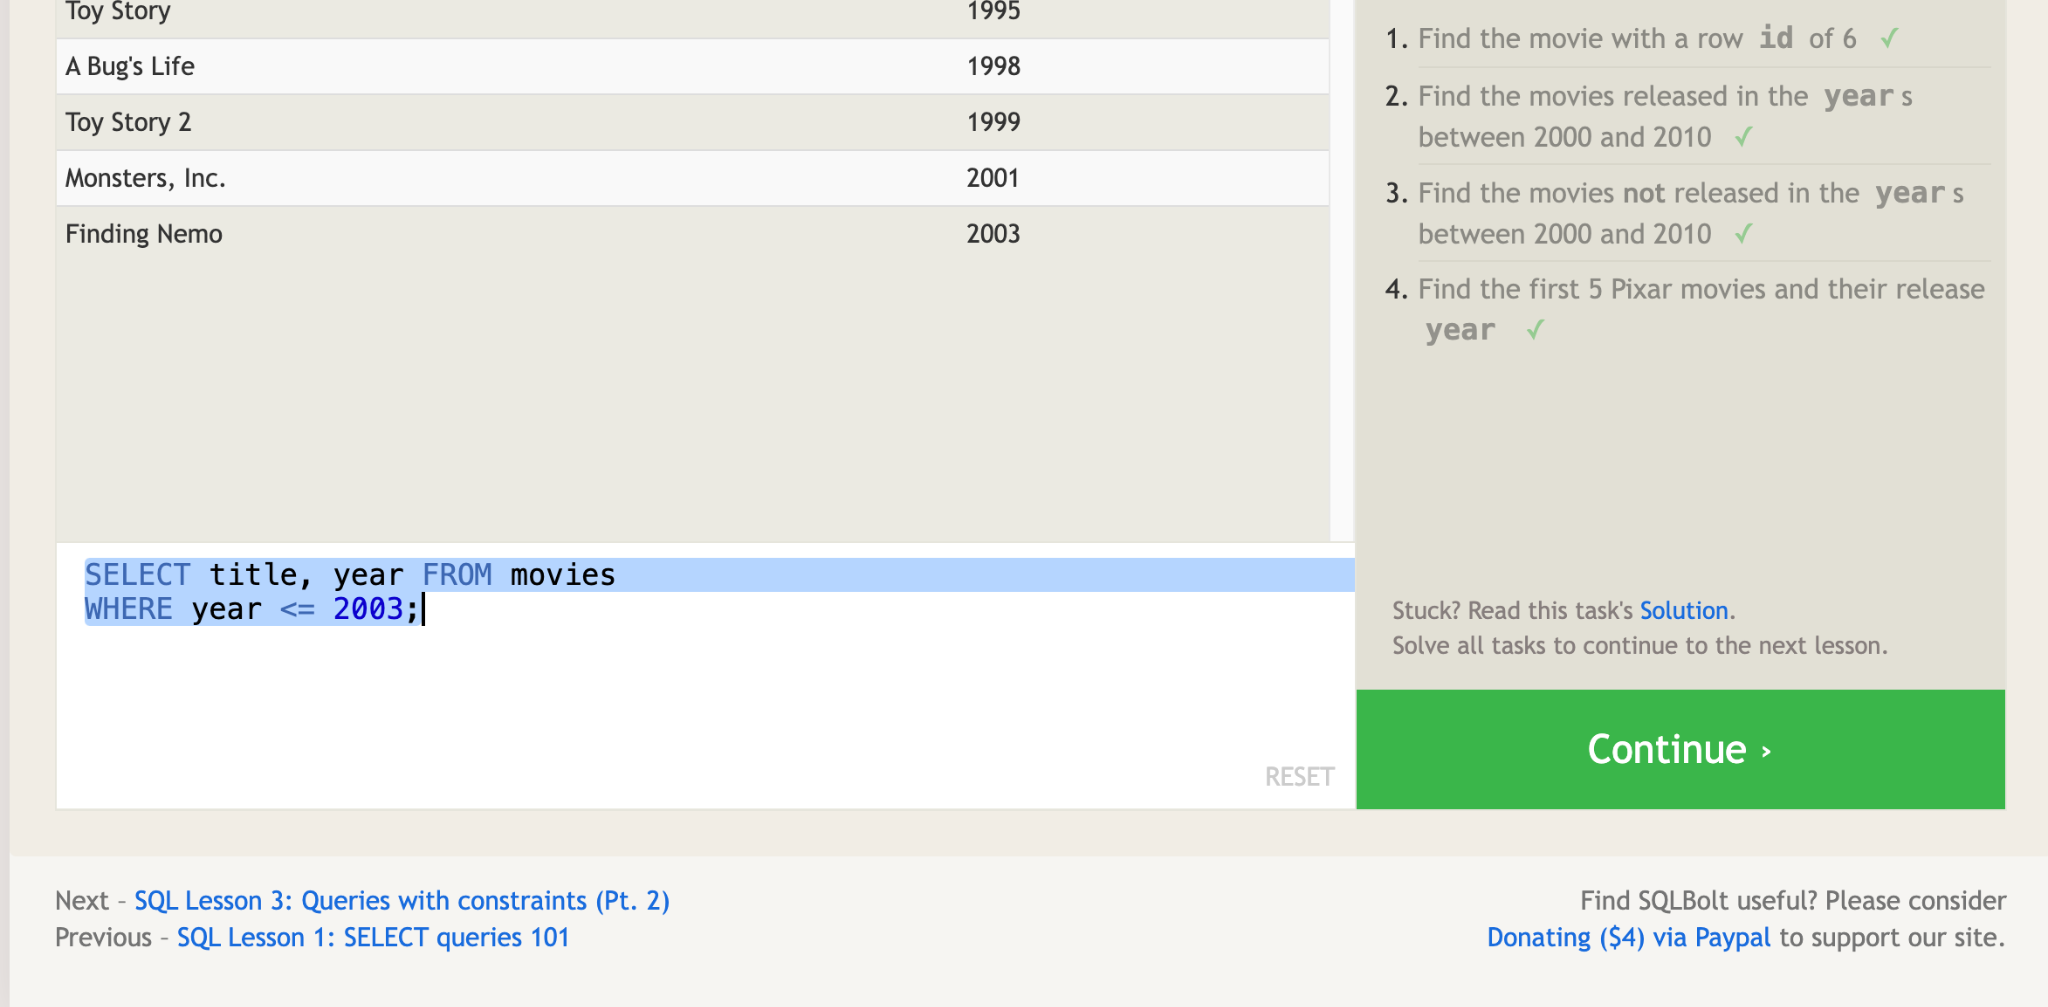 Toy Story 1995
A Bug's Life 1998
Toy Story 2 1999
Monsters, Inc. 2001
Finding Nemo 2003
SELECT title, year FROM movies
WHERE year <= 2003;
RESET
1. Find the movie with a row id of 6 ✓
2. Find the movies released in the year s
between 2000 and 2010 ✓
3. Find the movies not released in the year s
between 2000 and 2010 ✓
4. Find the first 5 Pixar movies and their release
year ✓
Stuck? Read this task's Solution.
Solve all tasks to continue to the next lesson.
Continue ›
Next – SQL Lesson 3: Queries with constraints (Pt. 2)
Previous – SQL Lesson 1: SELECT queries 101
Find SQLBolt useful? Please consider
Donating ($4) via Paypal to support our site.